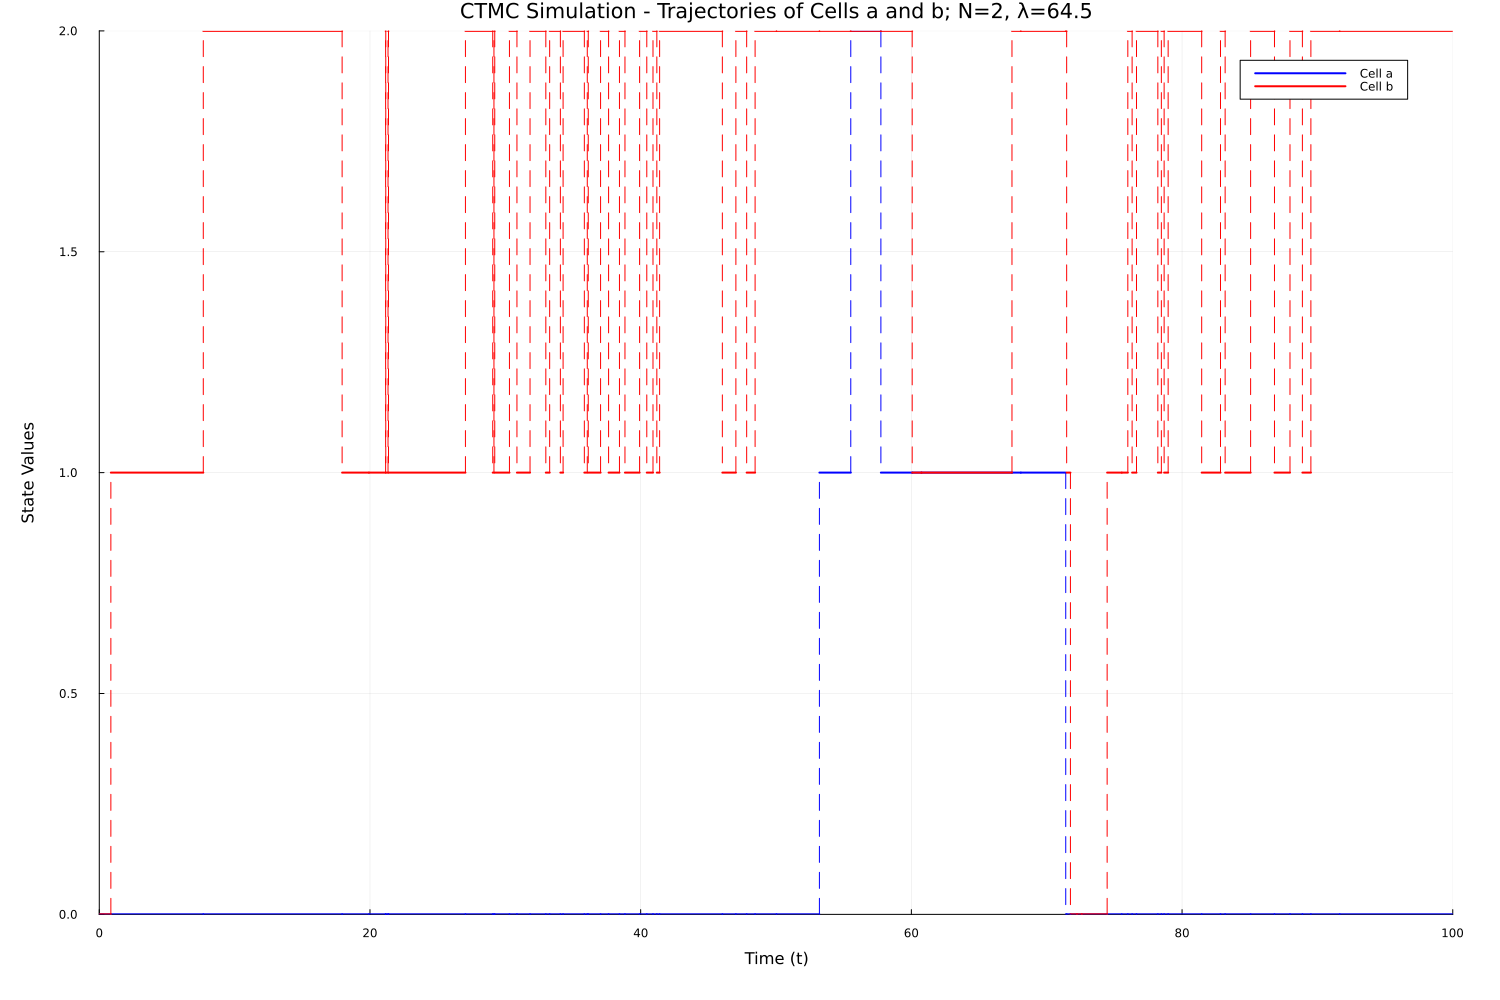 CTMC Simulation - Trajectories of Cells a and b; N=2, λ=64.5
2.0
Cell a
Cell b
1.5
State Values
1.0
0.5
0.0
0 20 40 60 80 100
Time (t)